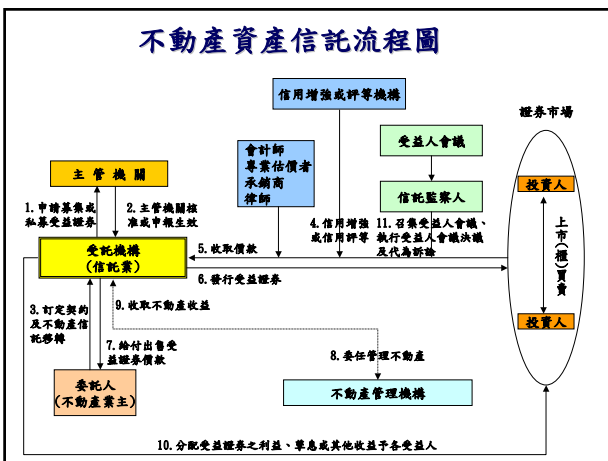 不動產資產信託流程圖
信用增強或評等機構
證券市場
會計師
專業估價者
承銷商
律師
受益人會議
主管機關
信託監察人
投資人
1.申請募集或
私募受益證券
2.主管機關核
准或申報生效
4.信用增強
或信用評等
11.召集受益人會議、
執行受益人會議決議
及代為訴訟
上市(櫃)買賣
受託機構
(信託業)
5.收取價款
6.發行受益證券
3.訂定契約
及不動產信
託移轉
9.收取不動產收益
投資人
7.給付出售受
益證券價款
8.委任管理不動產
委託人
(不動產業主)
不動產管理機構
10.分配受益證券之利益、孳息或其他收益予各受益人